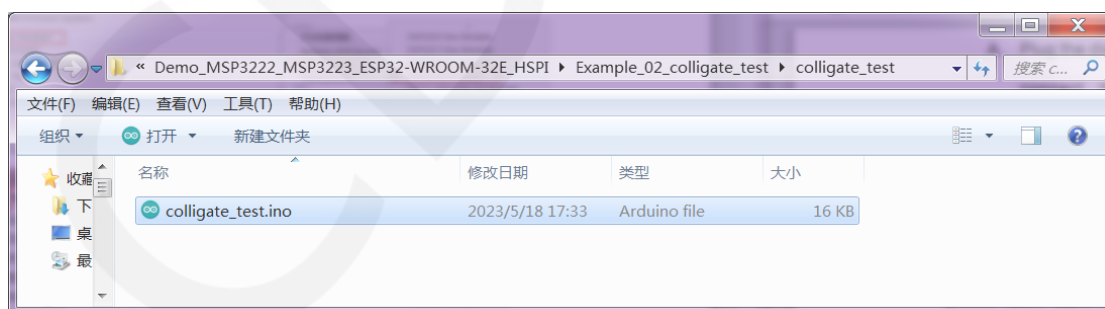 « Demo_MSP3222_MSP3223_ESP32-WROOM-32E_HSPI ▸ Example_02_colligate_test ▸ colligate_test 搜索 c...
文件(F) 编辑(E) 查看(V) 工具(T) 帮助(H)
组织 打开 新建文件夹
收藏 名称 修改日期 类型 大小
下 colligate_test.ino 2023/5/18 17:33 Arduino file 16 KB
桌
最